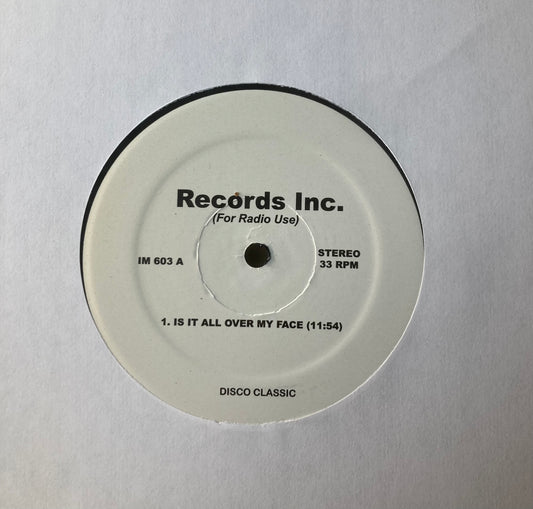 Records Inc.
(For Radio Use)
IM 603 A
STEREO
33 RPM
1. IS IT ALL OVER MY FACE (11:54)
DISCO CLASSIC